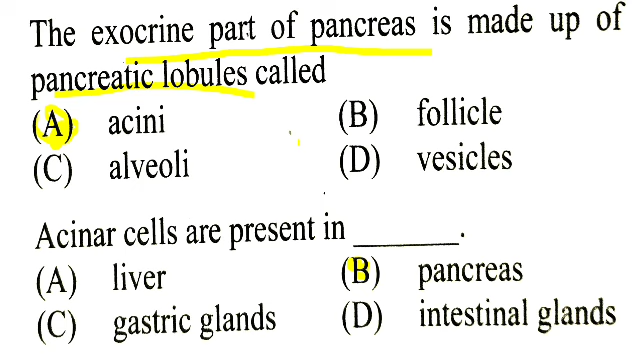 The exocrine part of pancreas is made up of
pancreatic lobules called
(A) acini (B) follicle
(C) alveoli (D) vesicles
Acinar cells are present in _______.
(A) liver (B) pancreas
(C) gastric glands (D) intestinal glands